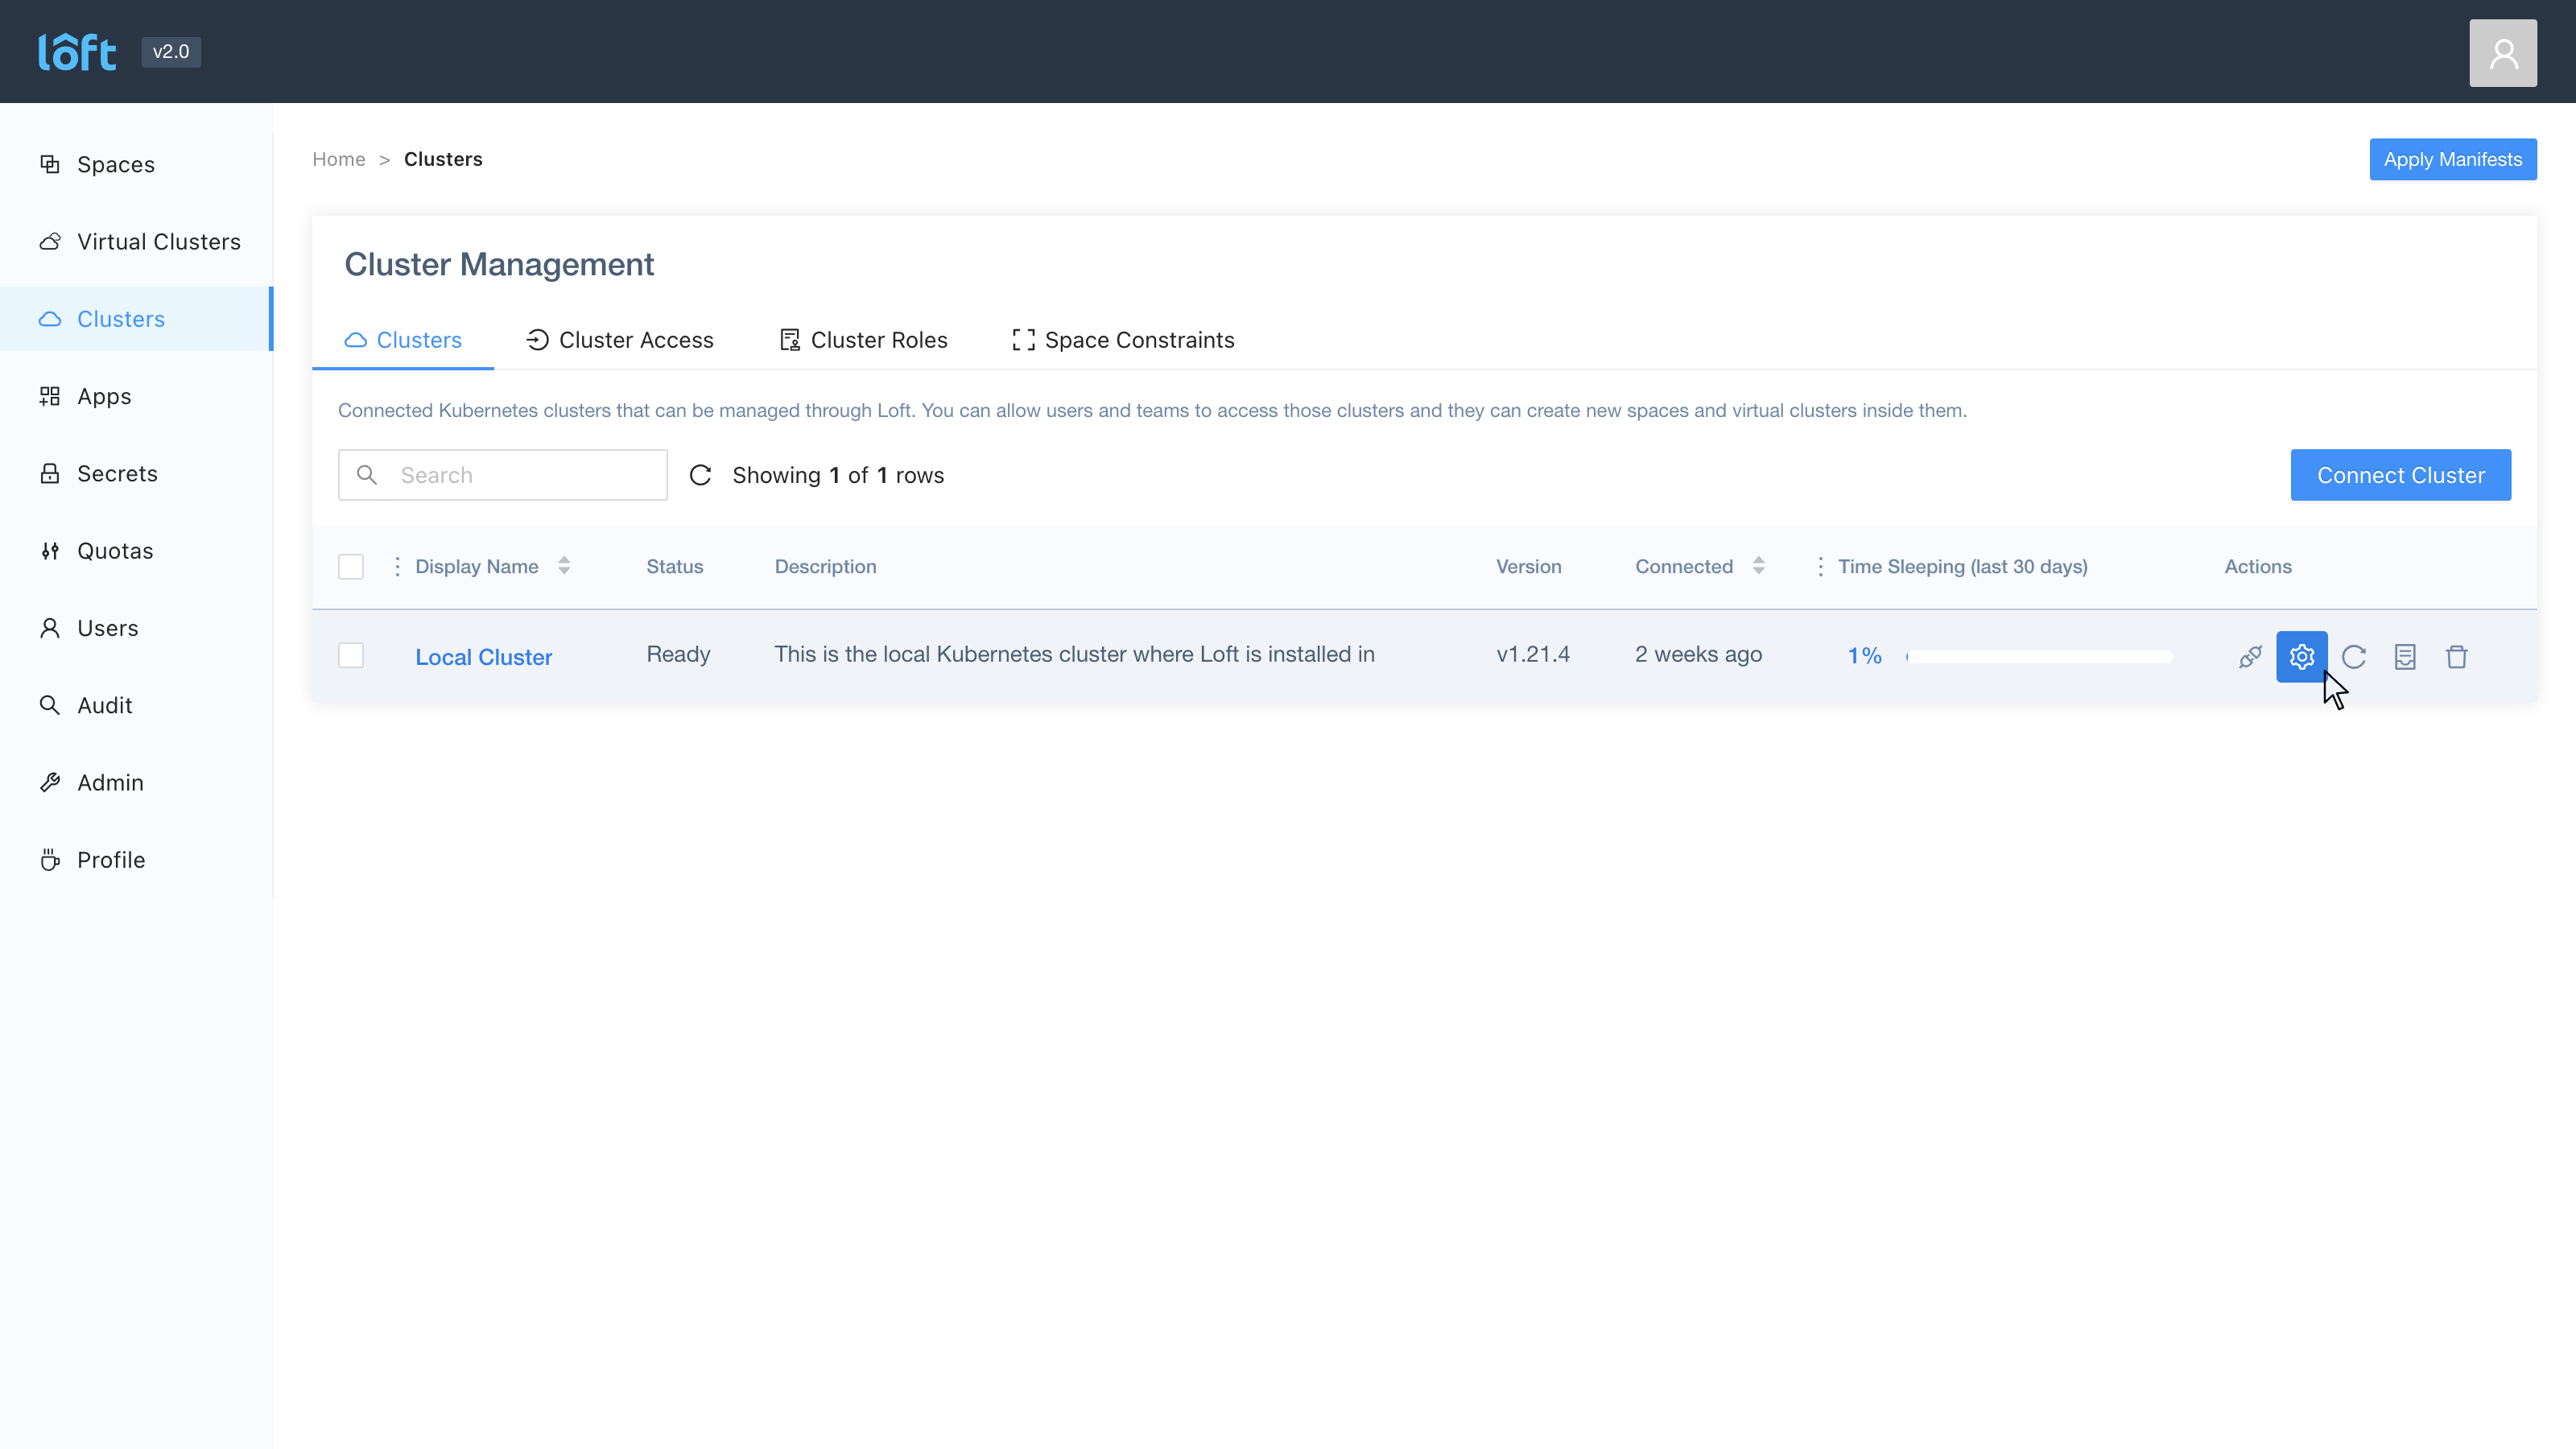 lôft v2.0
Spaces
Virtual Clusters
Clusters
Apps
Secrets
Quotas
Users
Audit
Admin
Profile
Home > Clusters
Apply Manifests
Cluster Management
Clusters Cluster Access Cluster Roles Space Constraints
Connected Kubernetes clusters that can be managed through Loft. You can allow users and teams to access those clusters and they can create new spaces and virtual clusters inside them.
Search Showing 1 of 1 rows Connect Cluster
Display Name Status Description Version Connected Time Sleeping (last 30 days) Actions
Local Cluster Ready This is the local Kubernetes cluster where Loft is installed in v1.21.4 2 weeks ago 1%